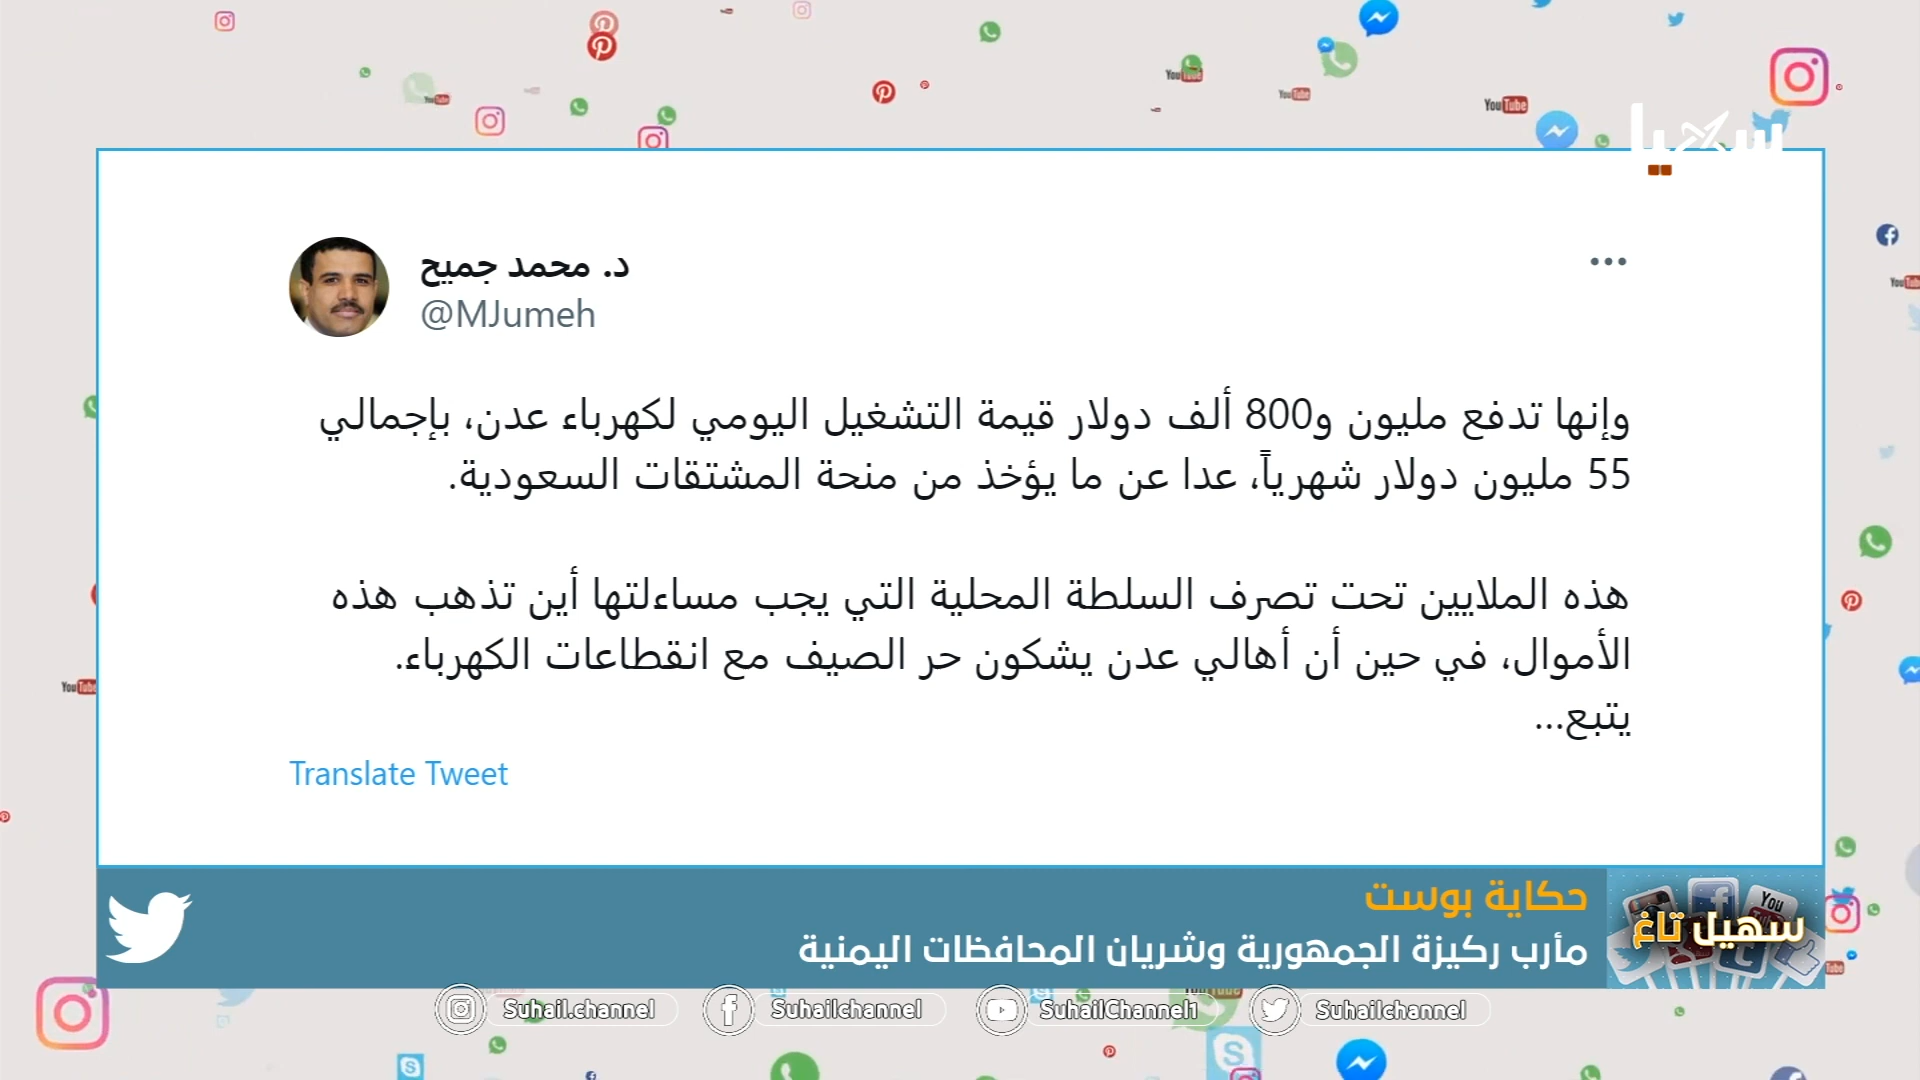 سهيل
د. محمد جميح
@MJumeh
وإنها تدفع مليون و800 ألف دولار قيمة التشغيل اليومي لكهرباء عدن، بإجمالي
55 مليون دولار شهرياً، عدا عن ما يؤخذ من منحة المشتقات السعودية.
هذه الملايين تحت تصرف السلطة المحلية التي يجب مساءلتها أين تذهب هذه
الأموال، في حين أن أهالي عدن يشكون حر الصيف مع انقطاعات الكهرباء.
يتبع...
Translate Tweet
حكاية بوست
مأرب ركيزة الجمهورية وشريان المحافظات اليمنية
سهيل تاغ
Suhail.channel
Suhailchannel
SuhailChannel1
Suhailchannel